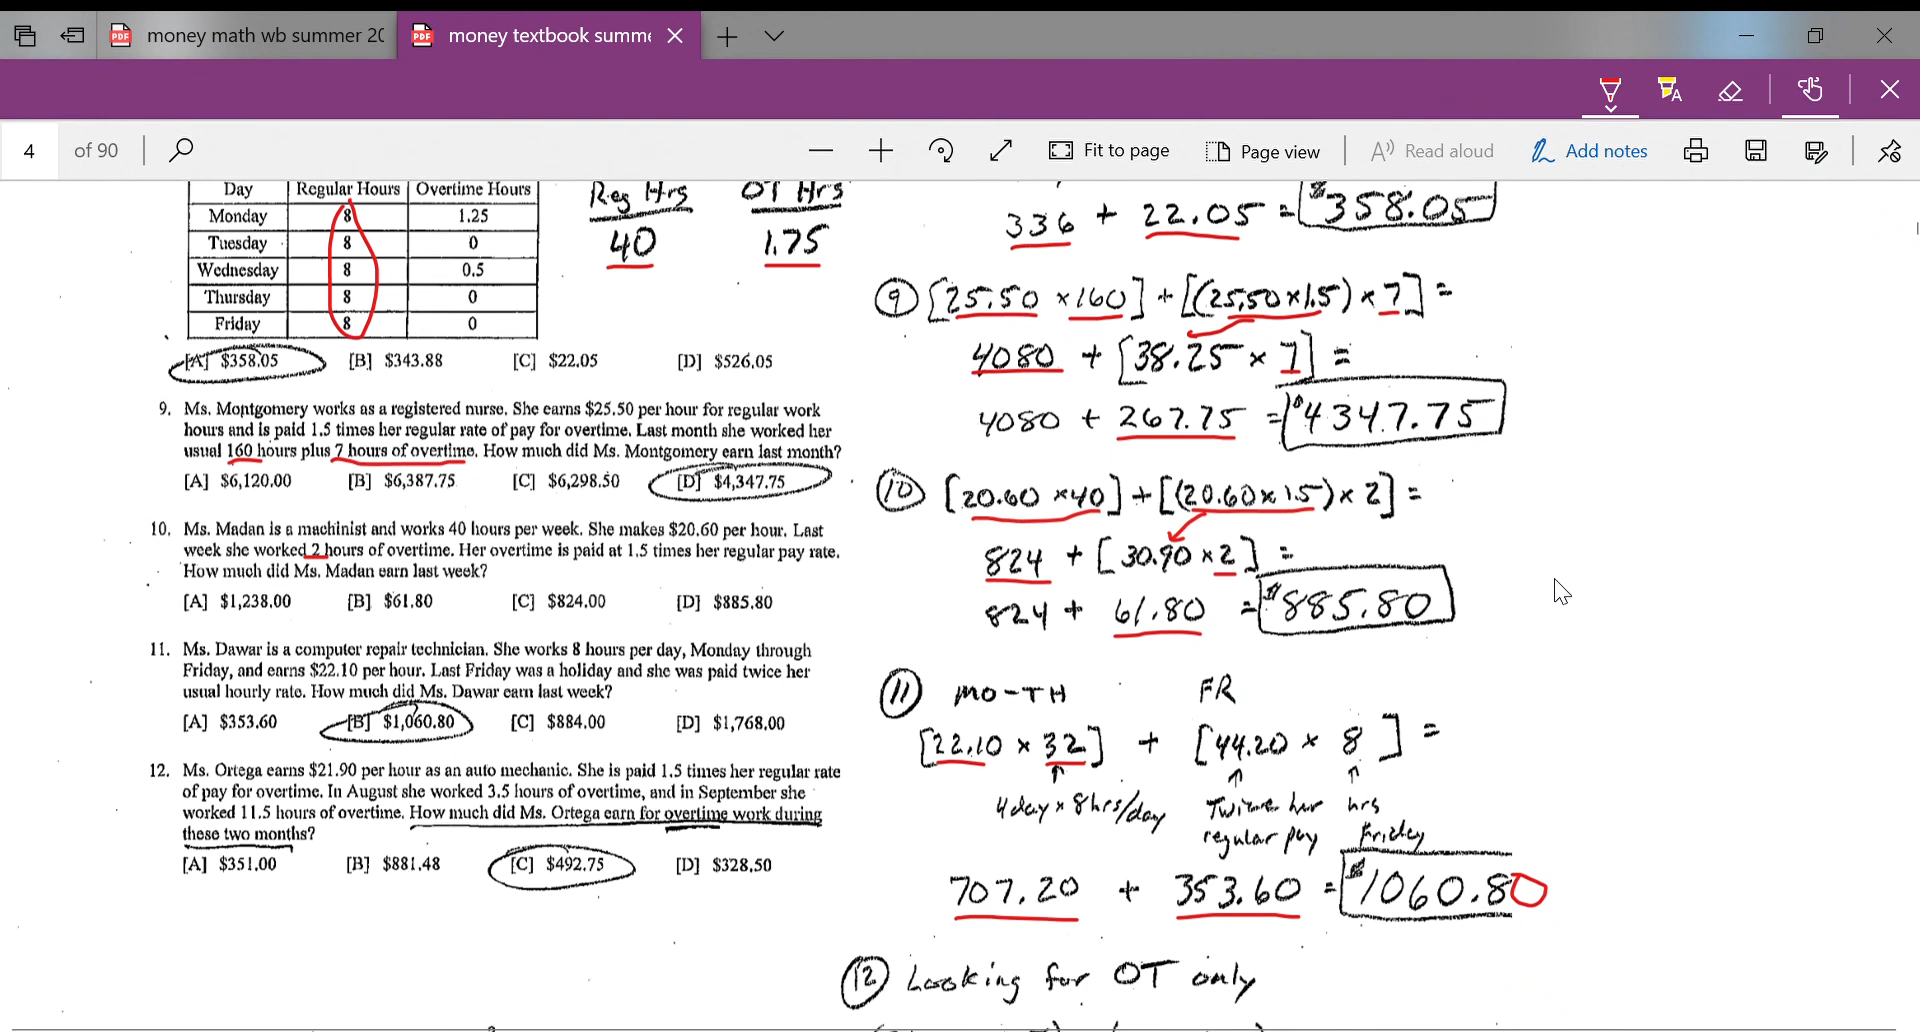 money math wb summer 20
money textbook summe
4 of 90
Fit to page
Page view
Read aloud
Add notes
Day Regular Hours Overtime Hours
Monday 8 1.25
Tuesday 8 0
Wednesday 8 0.5
Thursday 8 0
Friday 8 0
Reg Hrs OT Hrs
40 1.75
[A] $358.05 [B] $343.88 [C] $22.05 [D] $526.05
9. Ms. Montgomery works as a registered nurse. She earns $25.50 per hour for regular work
hours and is paid 1.5 times her regular rate of pay for overtime. Last month she worked her
usual 160 hours plus 7 hours of overtime. How much did Ms. Montgomery earn last month?
[A] $6,120.00 [B] $6,387.75 [C] $6,298.50 [D] $4,347.75
10. Ms. Madan is a machinist and works 40 hours per week. She makes $20.60 per hour. Last
week she worked 2 hours of overtime. Her overtime is paid at 1.5 times her regular pay rate.
How much did Ms. Madan earn last week?
[A] $1,238.00 [B] $61.80 [C] $824.00 [D] $885.80
11. Ms. Dawar is a computer repair technician. She works 8 hours per day, Monday through
Friday, and earns $22.10 per hour. Last Friday was a holiday and she was paid twice her
usual hourly rate. How much did Ms. Dawar earn last week?
[A] $353.60 [B] $1,060.80 [C] $884.00 [D] $1,768.00
12. Ms. Ortega earns $21.90 per hour as an auto mechanic. She is paid 1.5 times her regular rate
of pay for overtime. In August she worked 3.5 hours of overtime, and in September she
worked 11.5 hours of overtime. How much did Ms. Ortega earn for overtime work during
these two months?
[A] $351.00 [B] $881.48 [C] $492.75 [D] $328.50
336 + 22.05 = $358.05
9 [25.50 × 160] + [(25.50 × 1.5) × 7] =
4080 + [38.25 × 7] =
4080 + 267.75 = $4347.75
10 [20.60 × 40] + [(20.60 × 1.5) × 2] =
824 + [30.90 × 2] =
824 + 61.80 = $885.80
11 MO - TH FR
[22.10 × 32] + [44.20 × 8] =
4 day × 8 hrs/day Twice her hrs
regular pay Friday
707.20 + 353.60 = $1060.80
12 Looking for OT only